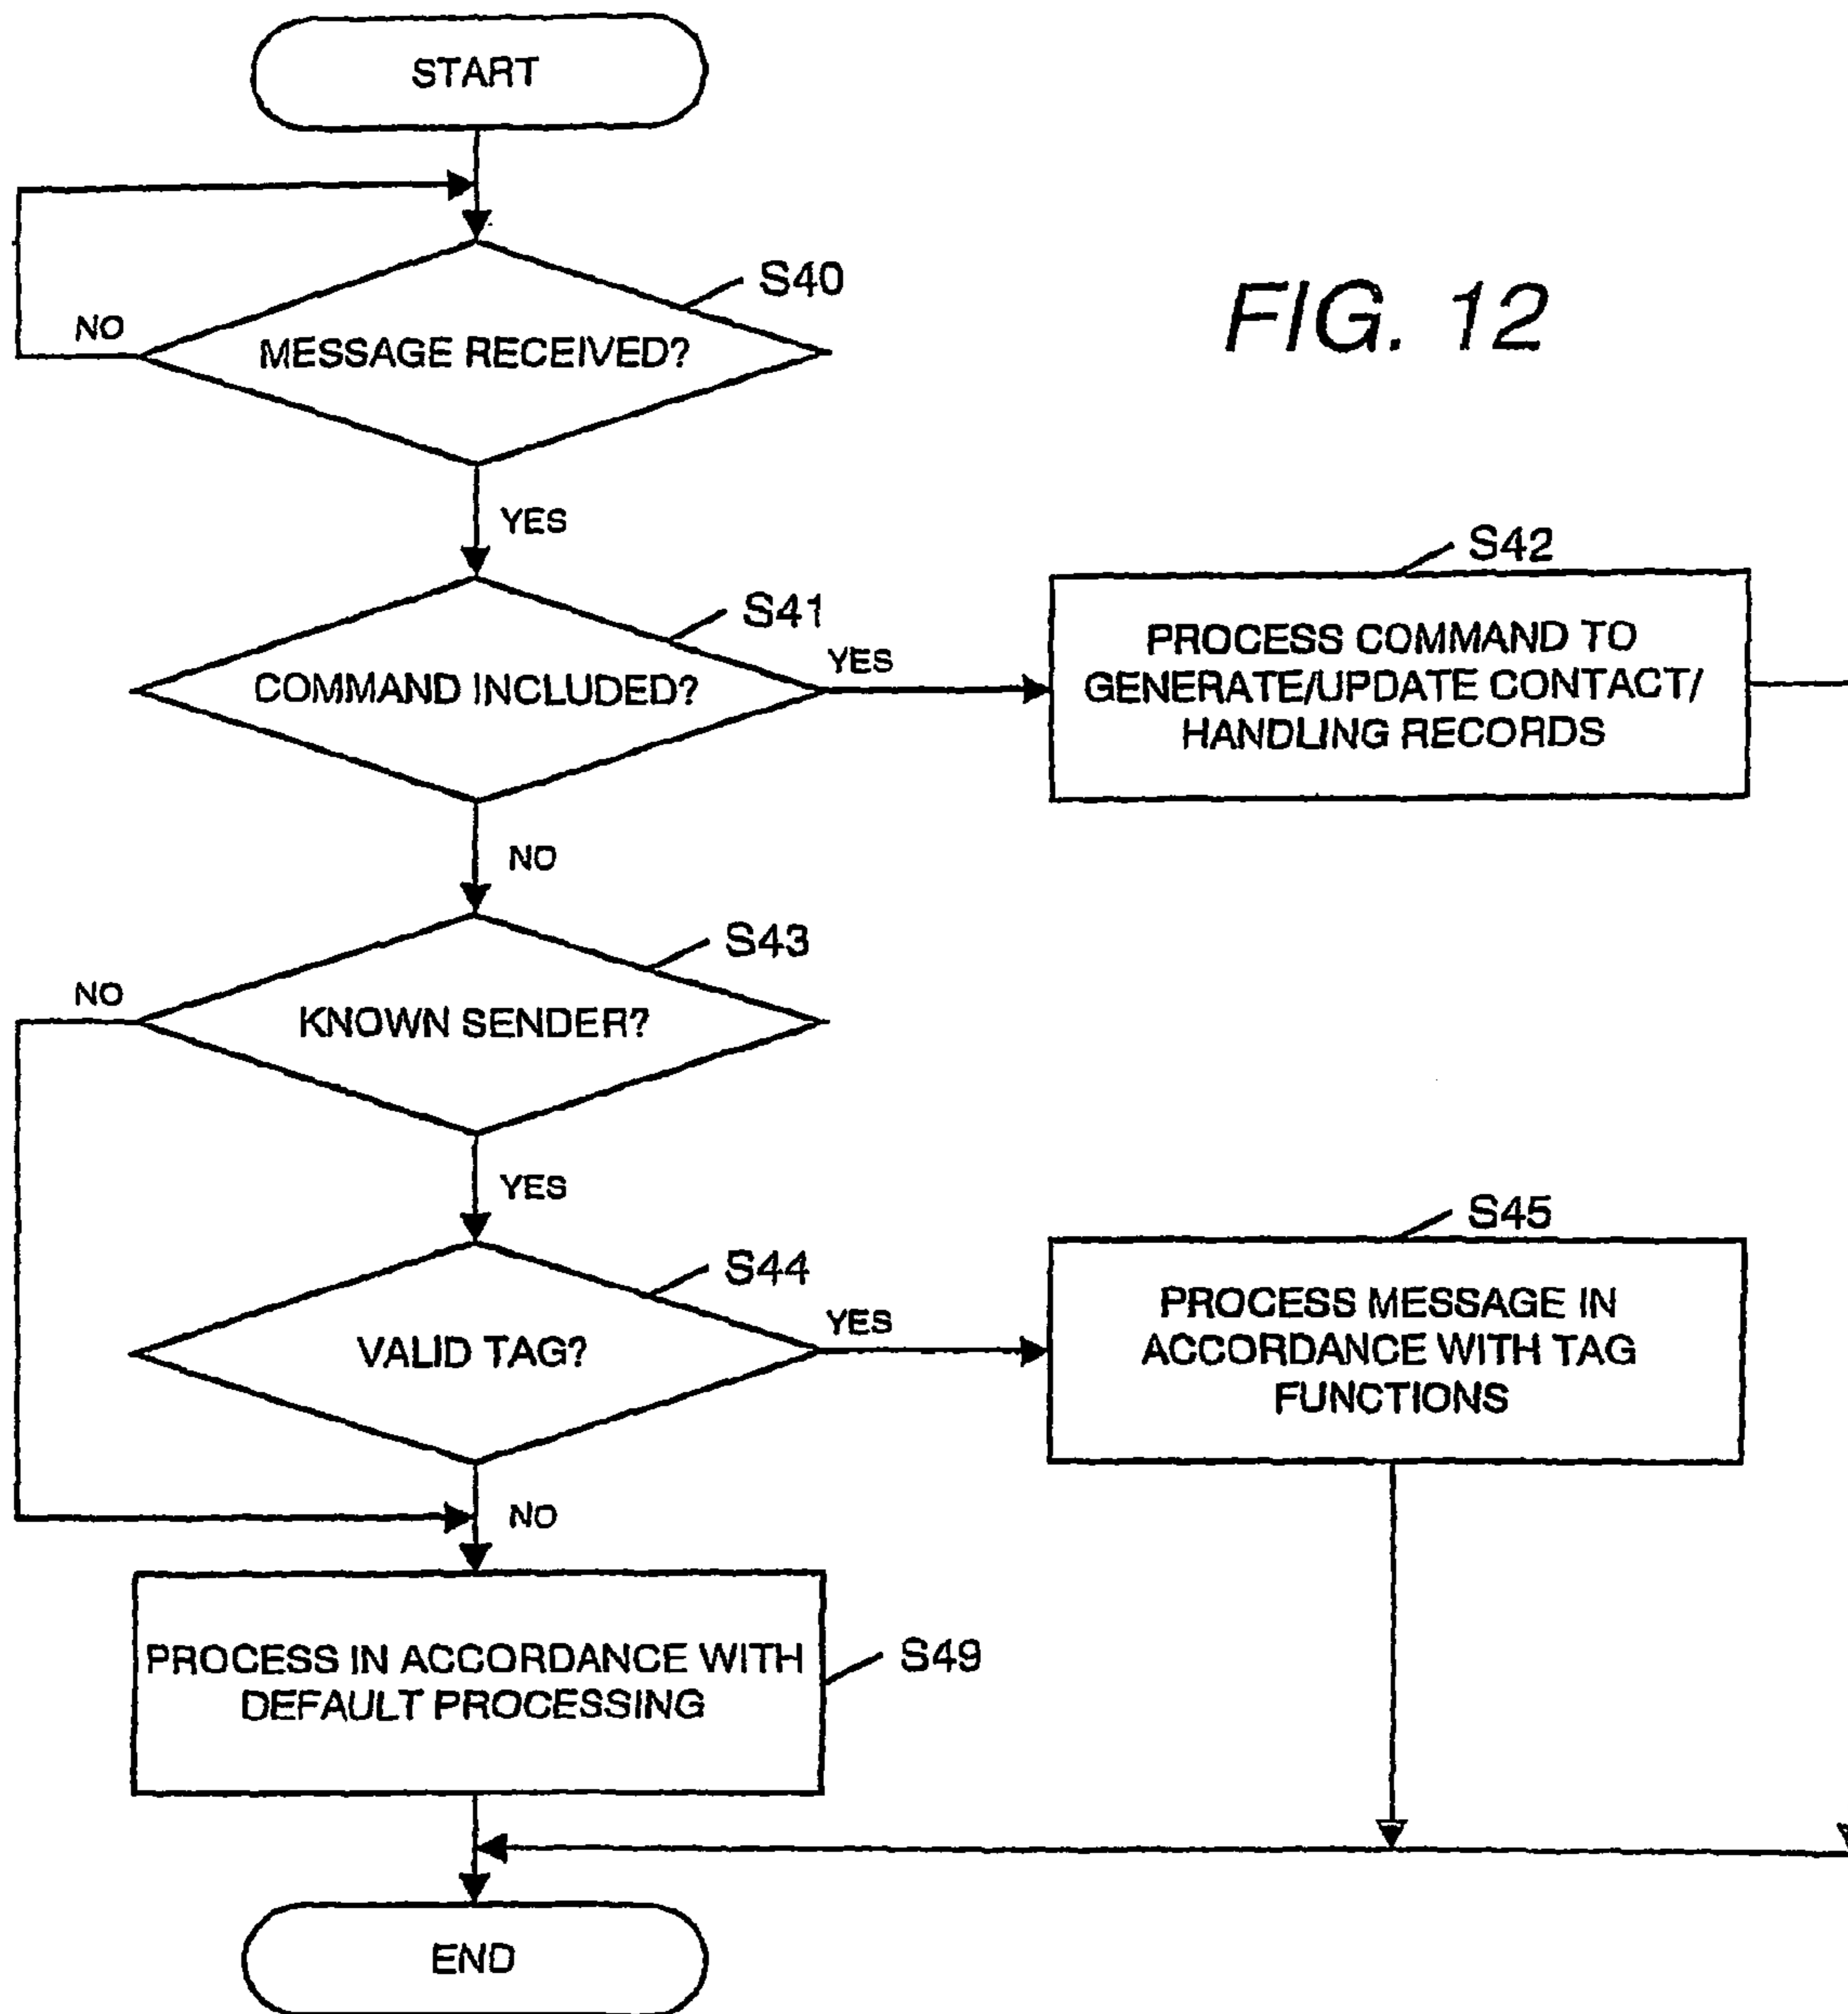 START
S40
FIG. 12
NO
MESSAGE RECEIVED?
YES
S42
S41
PROCESS COMMAND TO
GENERATE/UPDATE CONTACT/
HANDLING RECORDS
YES
COMMAND INCLUDED?
NO
S43
NO
KNOWN SENDER?
YES
S45
S44
PROCESS MESSAGE IN
ACCORDANCE WITH TAG
FUNCTIONS
YES
VALID TAG?
NO
PROCESS IN ACCORDANCE WITH
DEFAULT PROCESSING
S49
END